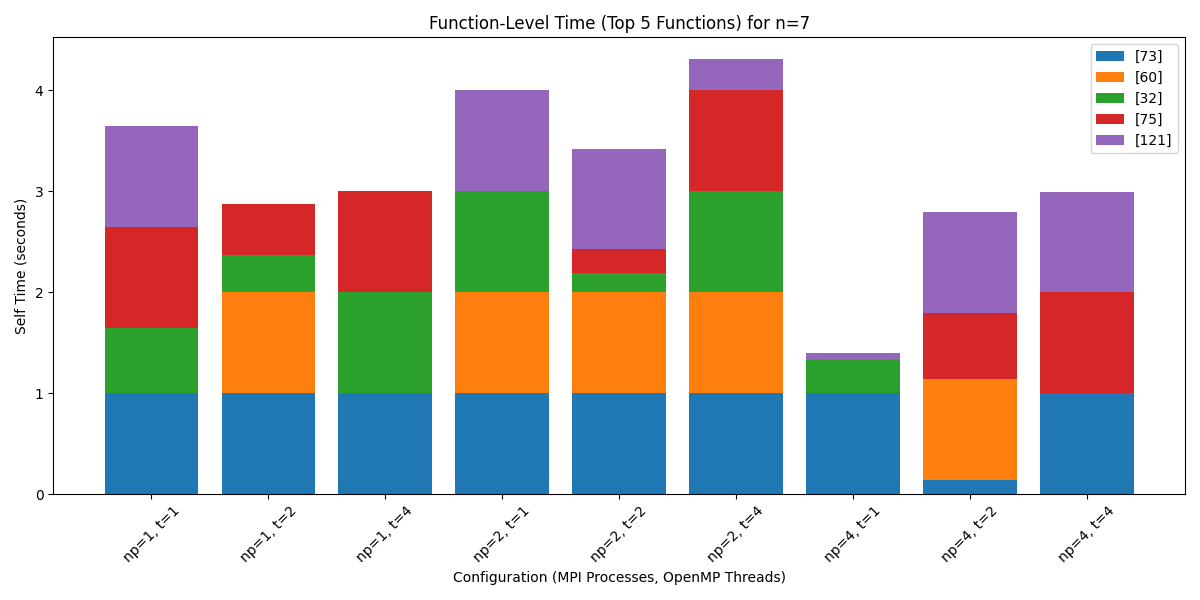 Function-Level Time (Top 5 Functions) for n=7
[73]
[60]
[32]
[75]
[121]
Self Time (seconds)
4
3
2
1
0
np=1, t=1
np=1, t=2
np=1, t=4
np=2, t=1
np=2, t=2
np=2, t=4
np=4, t=1
np=4, t=2
np=4, t=4
Configuration (MPI Processes, OpenMP Threads)